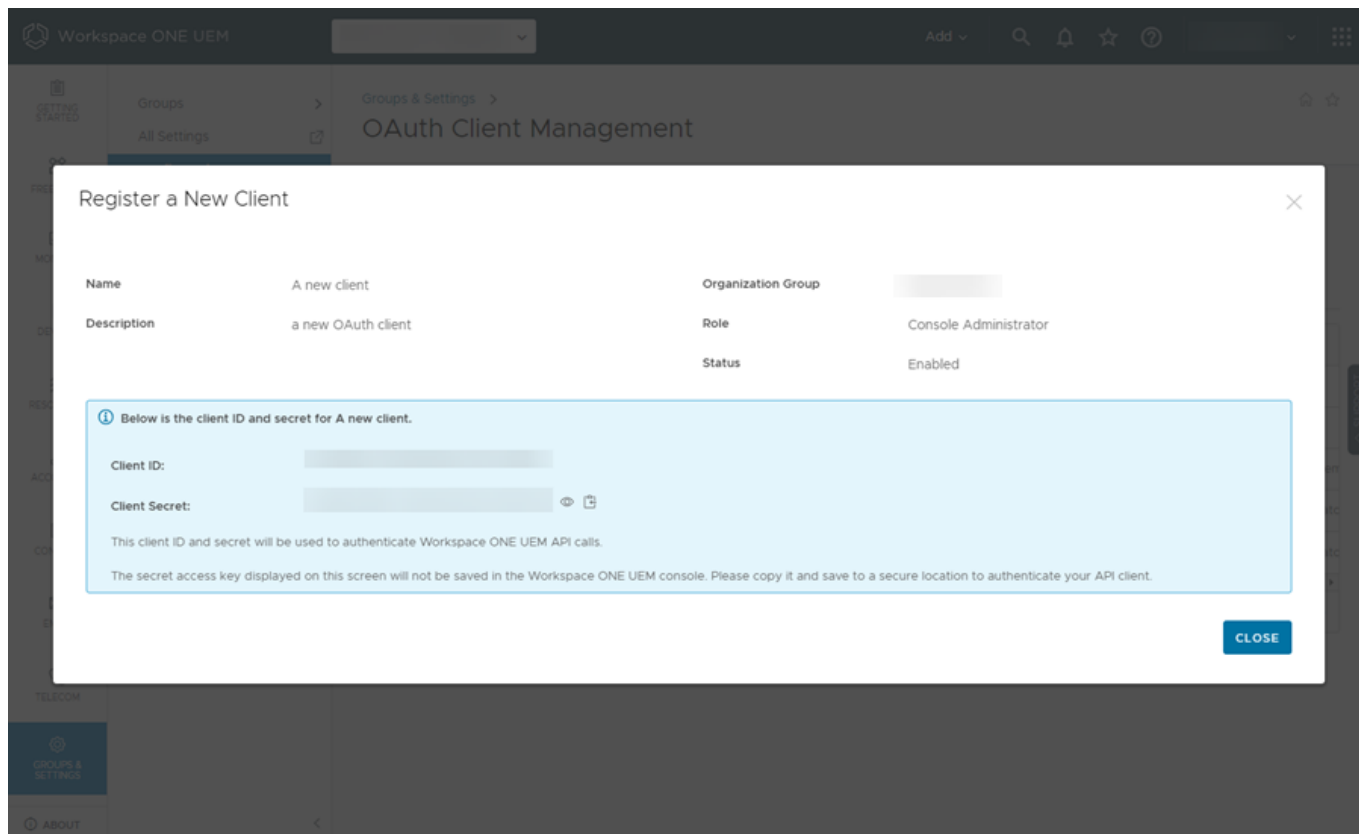 Workspace ONE UEM
Add
GETTING STARTED
Groups
All Settings
Groups & Settings >
OAuth Client Management
Register a New Client
Name A new client Organization Group
Description a new OAuth client Role Console Administrator
Status Enabled
Below is the client ID and secret for A new client.
Client ID:
Client Secret:
This client ID and secret will be used to authenticate Workspace ONE UEM API calls.
The secret access key displayed on this screen will not be saved in the Workspace ONE UEM console. Please copy it and save to a secure location to authenticate your API client.
CLOSE
TELECOM
GROUPS &
SETTINGS
ABOUT